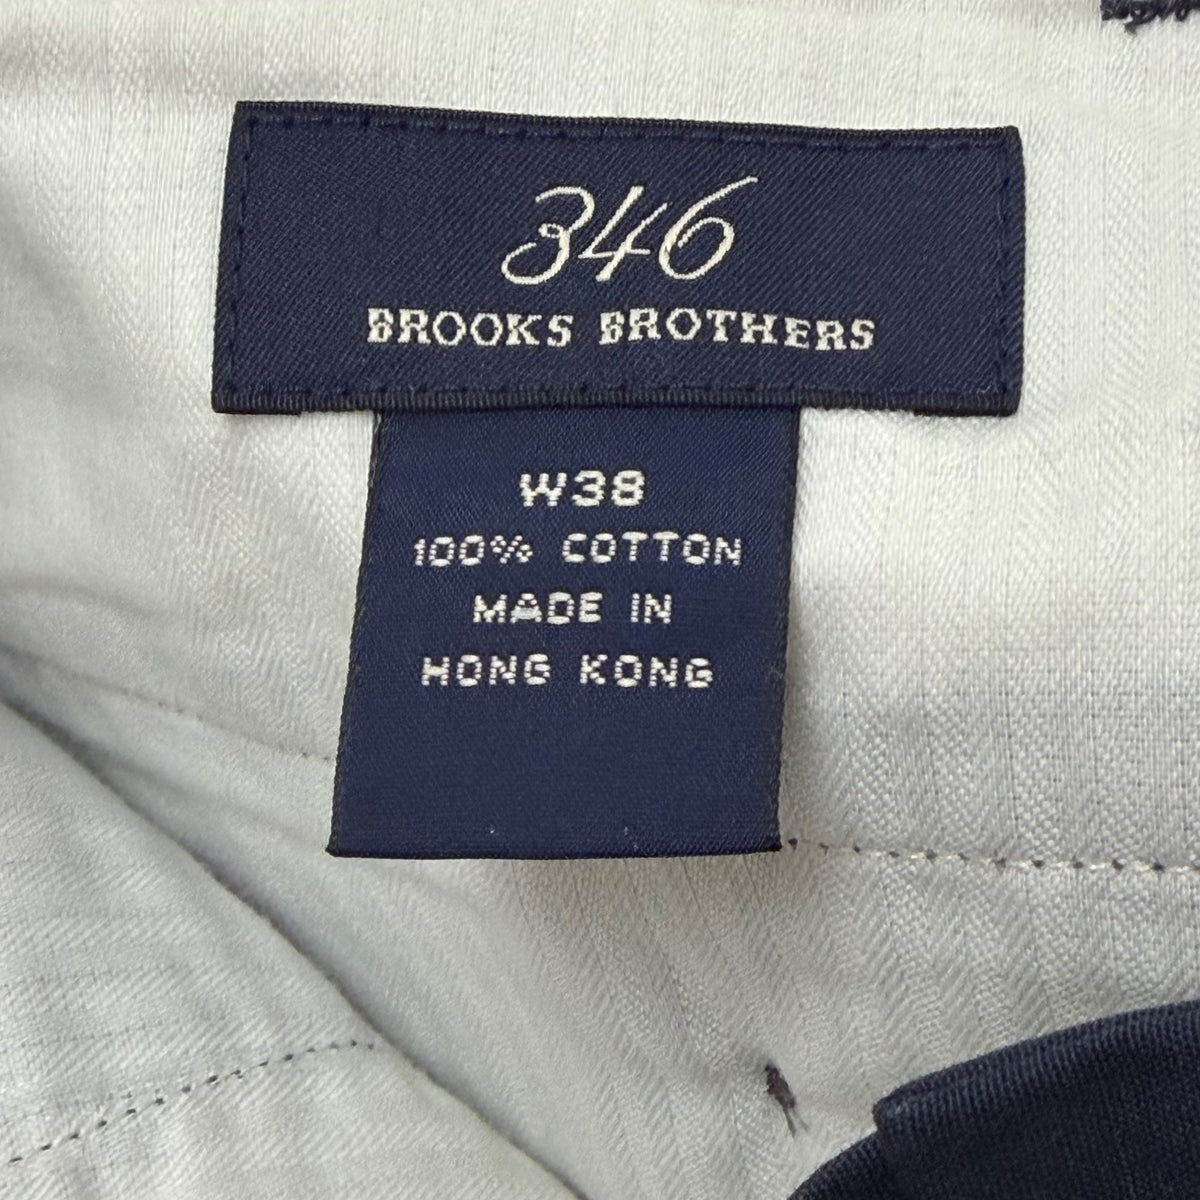 346
BROOKS BROTHERS
W38
100% COTTON
MADE IN
HONG KONG